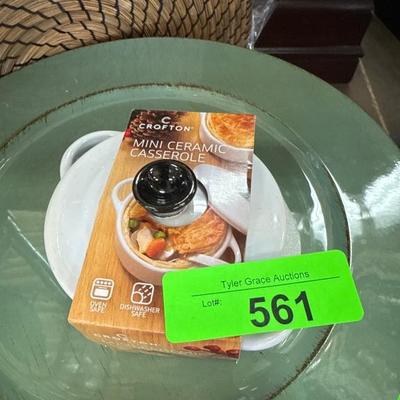 C
CROFTON®
MINI CERAMIC
CASSEROLE
OVEN
SAFE
DISHWASHER
SAFE
Tyler Grace Auctions
Lot#:
561